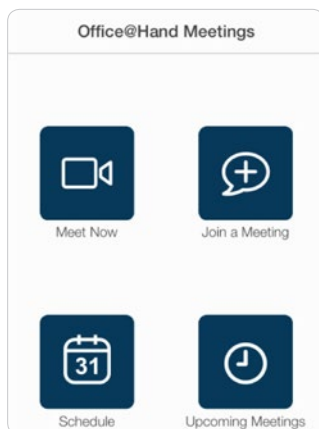 Office@Hand Meetings
Meet Now
Join a Meeting
31
Schedule
Upcoming Meetings